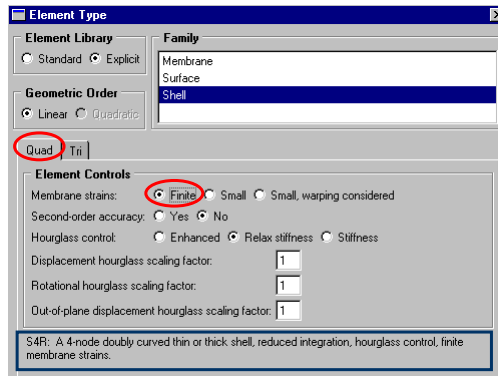 Element Type
Element Library
Family
Standard Explicit
Membrane
Surface
Shell
Geometric Order
Linear Quadratic
Quad Tri
Element Controls
Membrane strains: Finite Small Small, warping considered
Second-order accuracy: Yes No
Hourglass control: Enhanced Relax stiffness Stiffness
Displacement hourglass scaling factor: 1
Rotational hourglass scaling factor: 1
Out-of-plane displacement hourglass scaling factor: 1
S4R: A 4-node doubly curved thin or thick shell, reduced integration, hourglass control, finite
membrane strains.